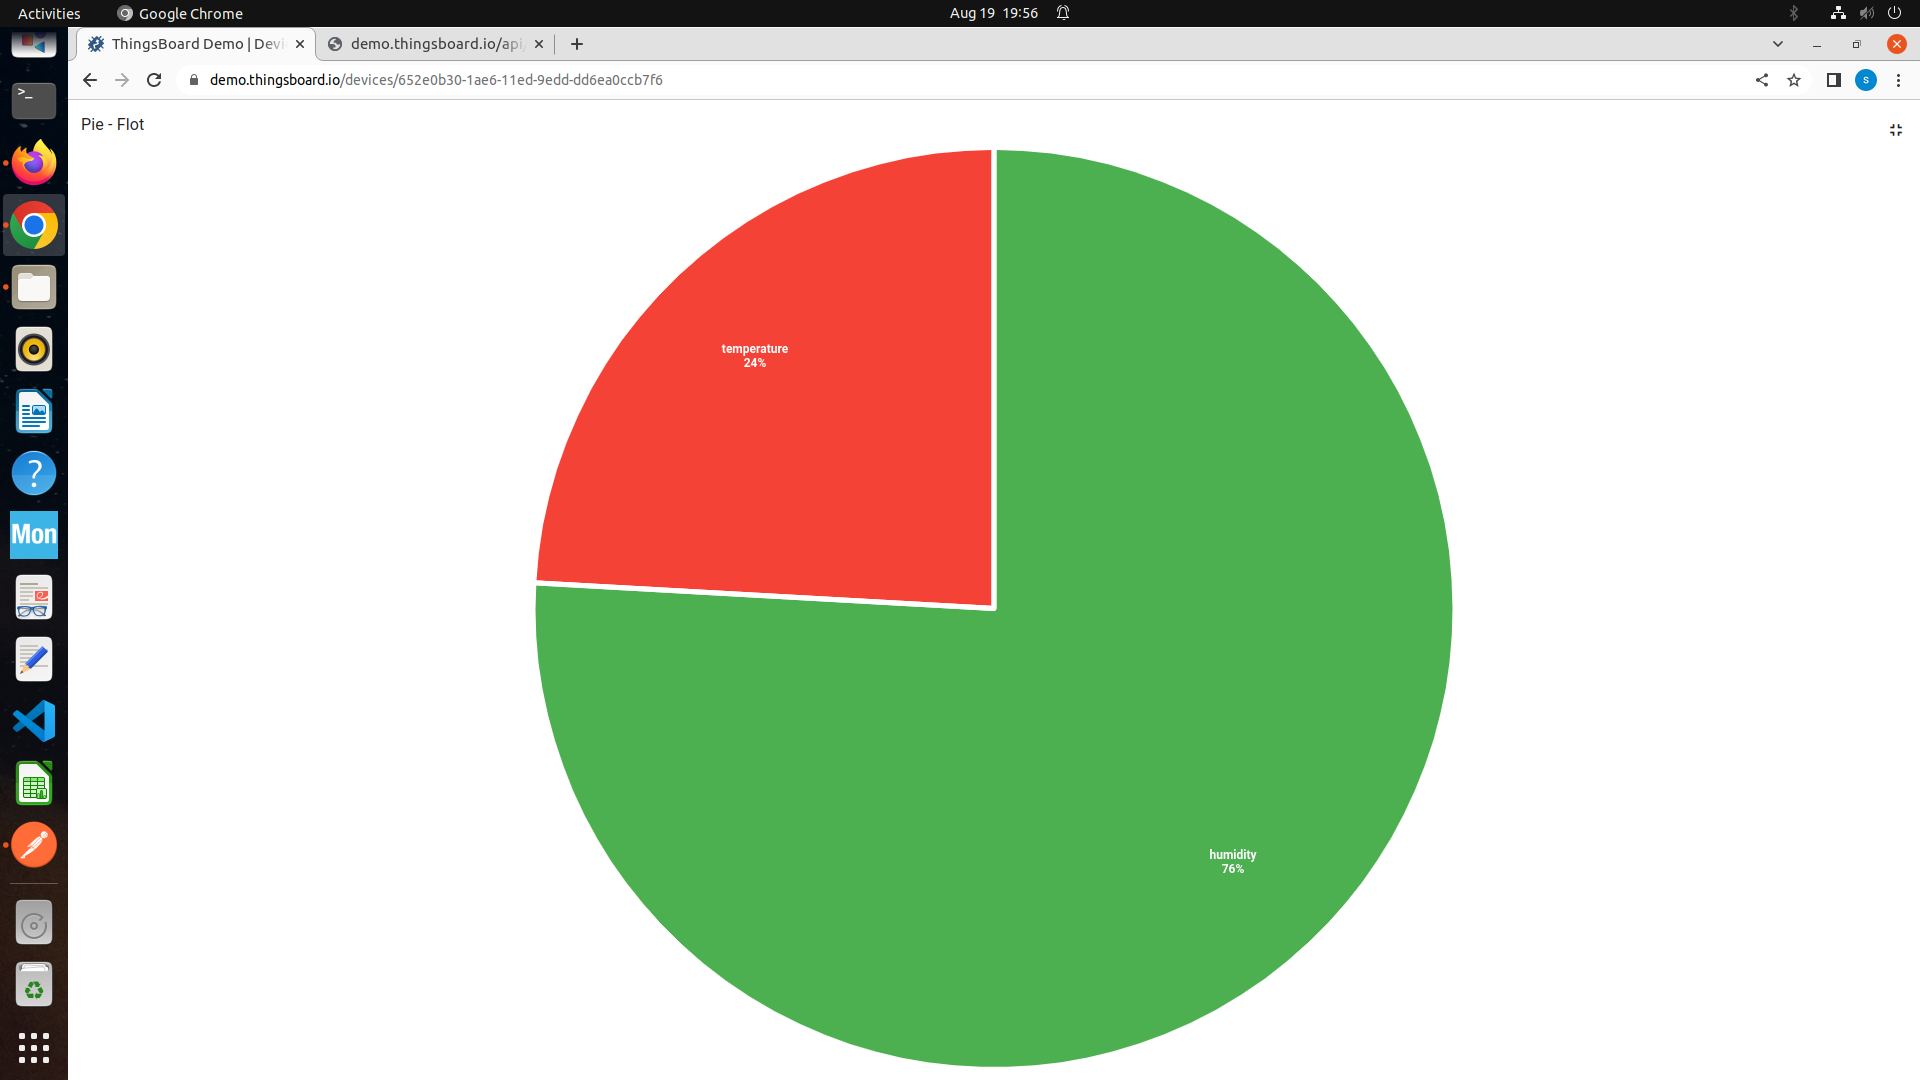 Activities
Google Chrome
Aug 19 19:56
ThingsBoard Demo | Devi
demo.thingsboard.io/api/
demo.thingsboard.io/devices/652e0b30-1ae6-11ed-9edd-dd6ea0ccb7f6
s
Pie - Flot
temperature
24%
humidity
76%
>_
?
Mon